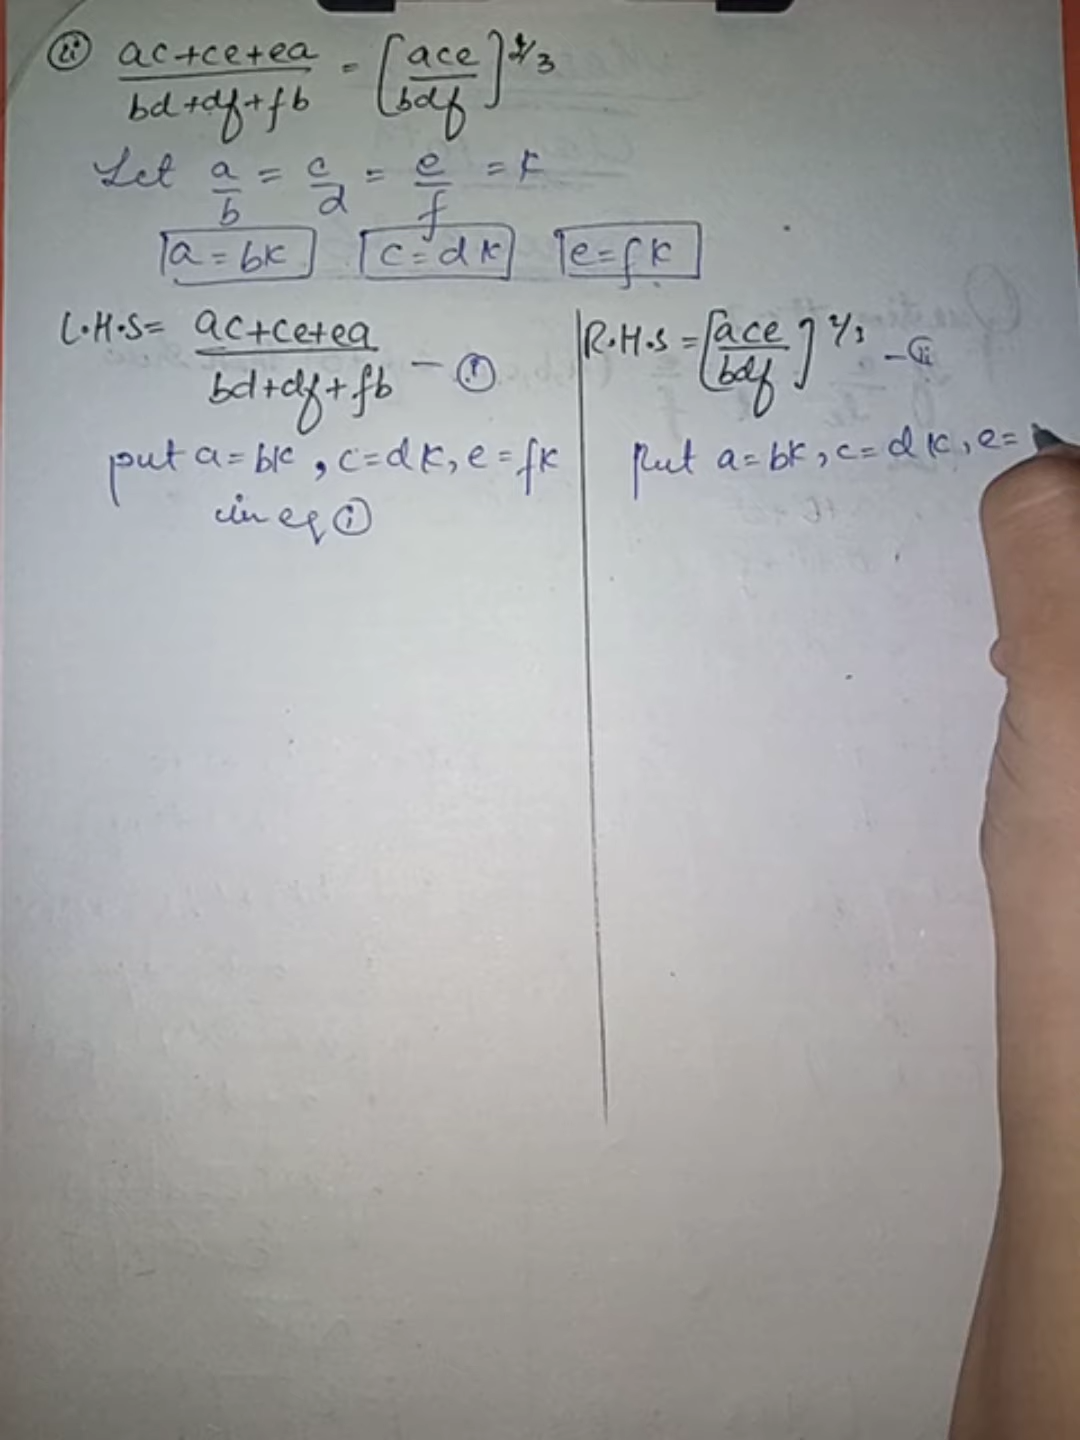 ii) ac+ce+ea / bd+df+fb = [ace / bdf]^2/3
Let a/b = c/d = e/f = k
a = bk c = dk e = fk
L.H.S = ac+ce+ea / bd+df+fb — (i)
put a = bk, c = dk, e = fk
in eq (i)
R.H.S = [ace / bdf]^2/3 — (ii)
Put a = bk, c = dk, e =